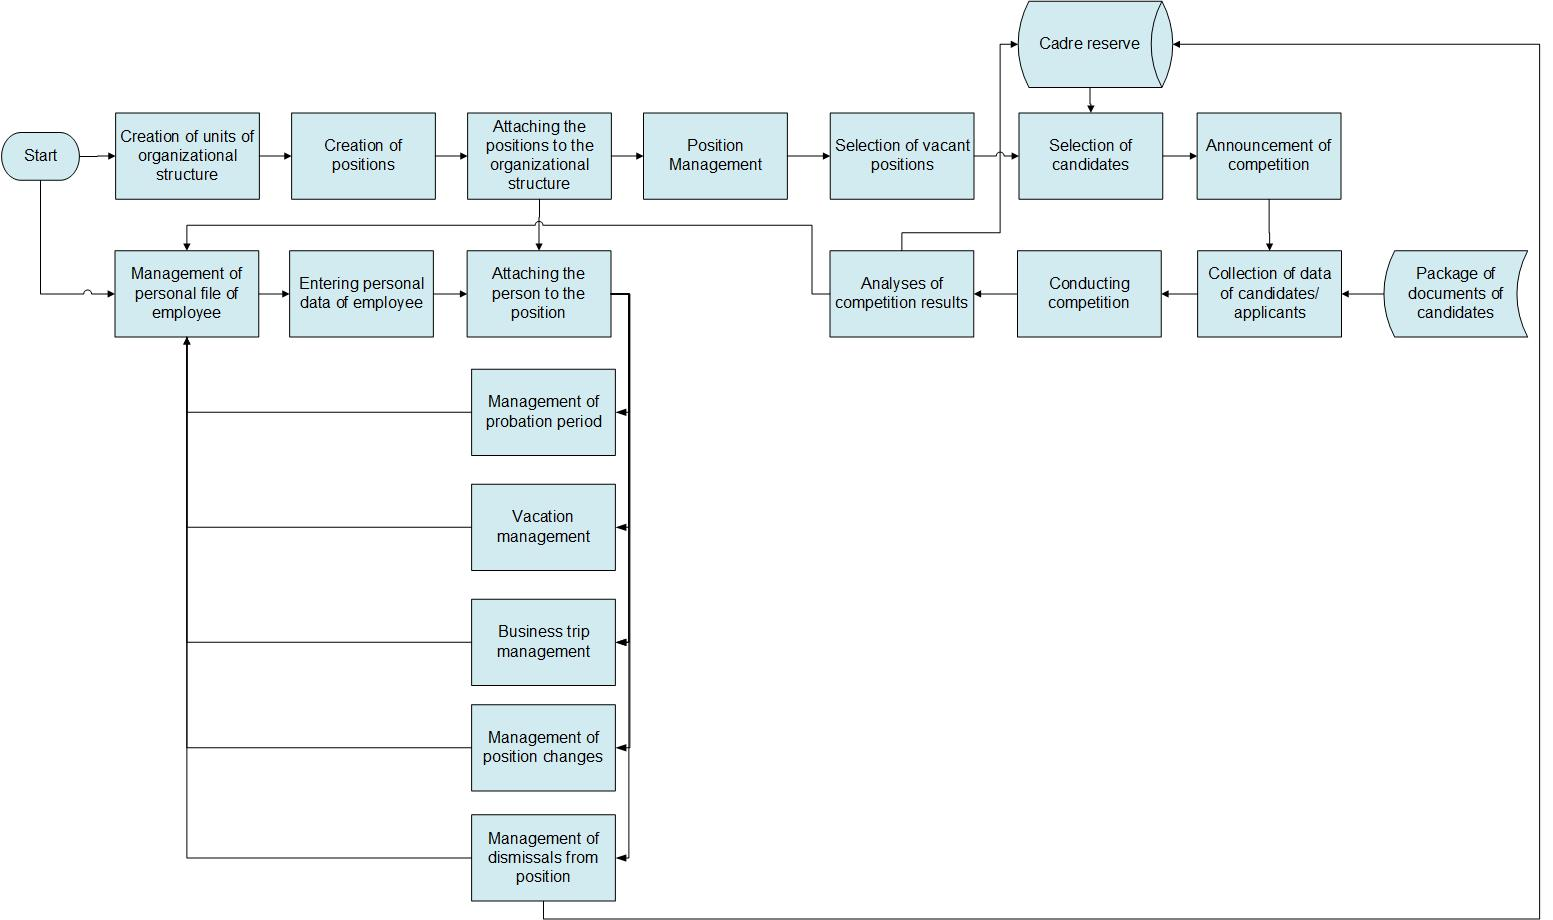 Cadre reserve
Start
Creation of units of
organizational
structure
Creation of
positions
Attaching the
positions to the
organizational
structure
Position
Management
Selection of vacant
positions
Selection of
candidates
Announcement of
competition
Management of
personal file of
employee
Entering personal
data of employee
Attaching the
person to the
position
Analyses of
competition results
Conducting
competition
Collection of data
of candidates/
applicants
Package of
documents of
candidates
Management of
probation period
Vacation
management
Business trip
management
Management of
position changes
Management of
dismissals from
position